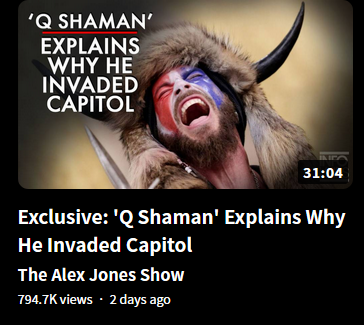 'Q SHAMAN'
EXPLAINS
WHY HE
INVADED
CAPITOL
INFO
31:04
Exclusive: 'Q Shaman' Explains Why
He Invaded Capitol
The Alex Jones Show
794.7K views · 2 days ago